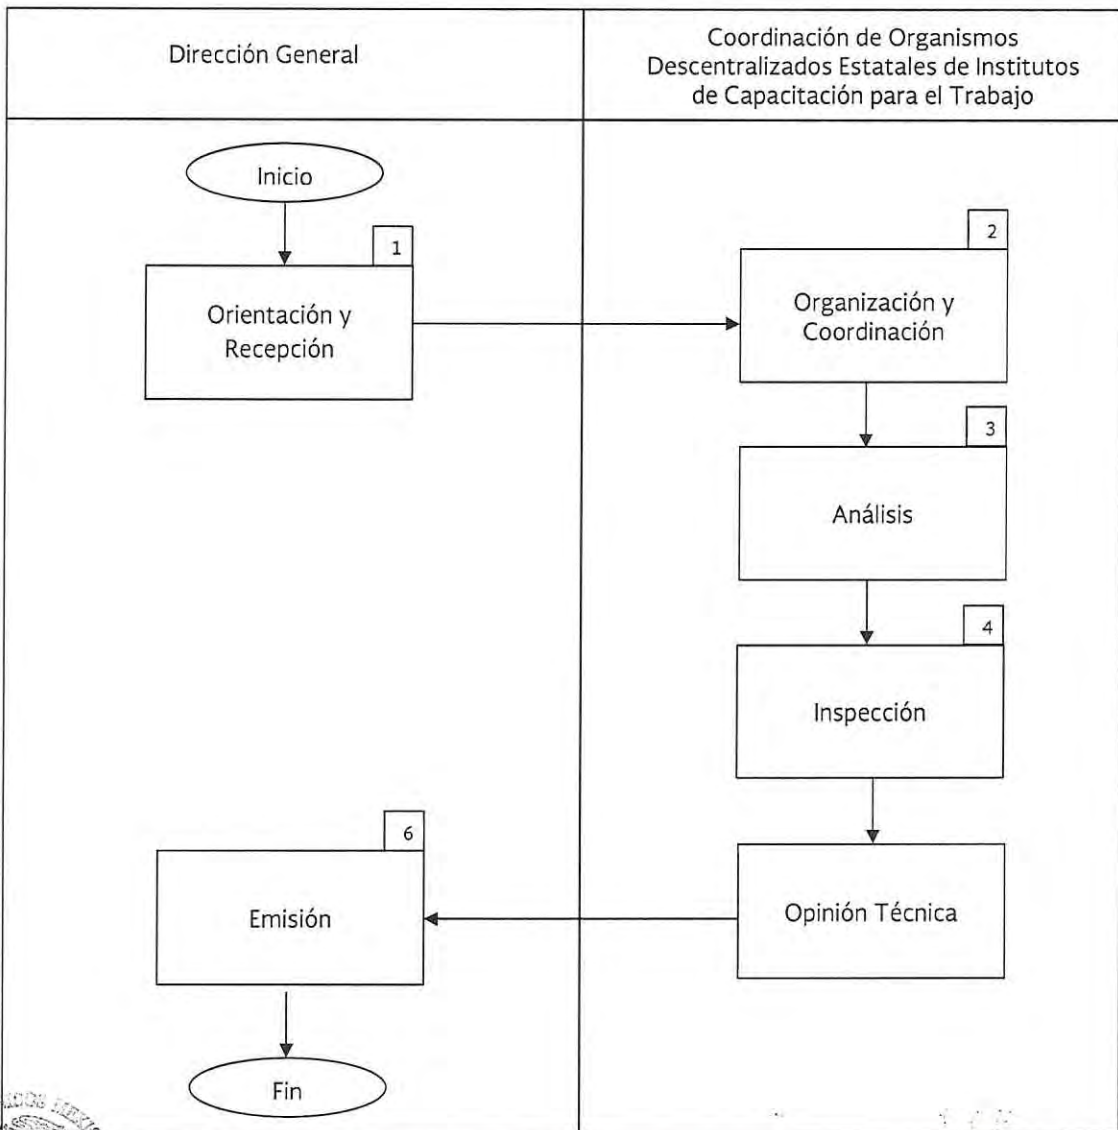 Dirección General
Coordinación de Organismos
Descentralizados Estatales de Institutos
de Capacitación para el Trabajo
Inicio
1
Orientación y
Recepción
2
Organización y
Coordinación
3
Análisis
4
Inspección
Opinión Técnica
6
Emisión
Fin